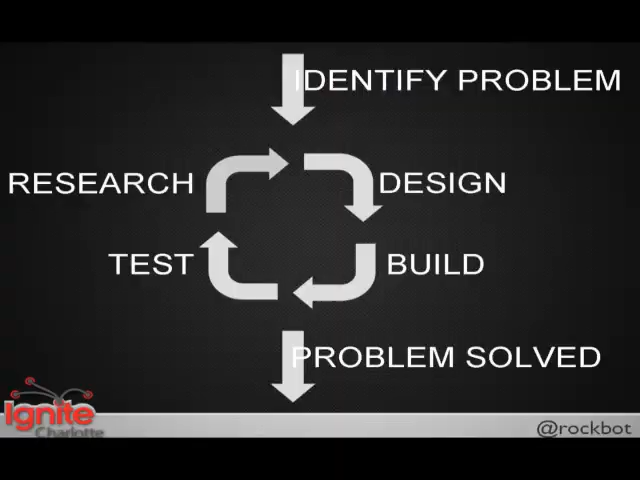 IDENTIFY PROBLEM
RESEARCH
DESIGN
TEST
BUILD
PROBLEM SOLVED
Ignite
Charlotte
@rockbot